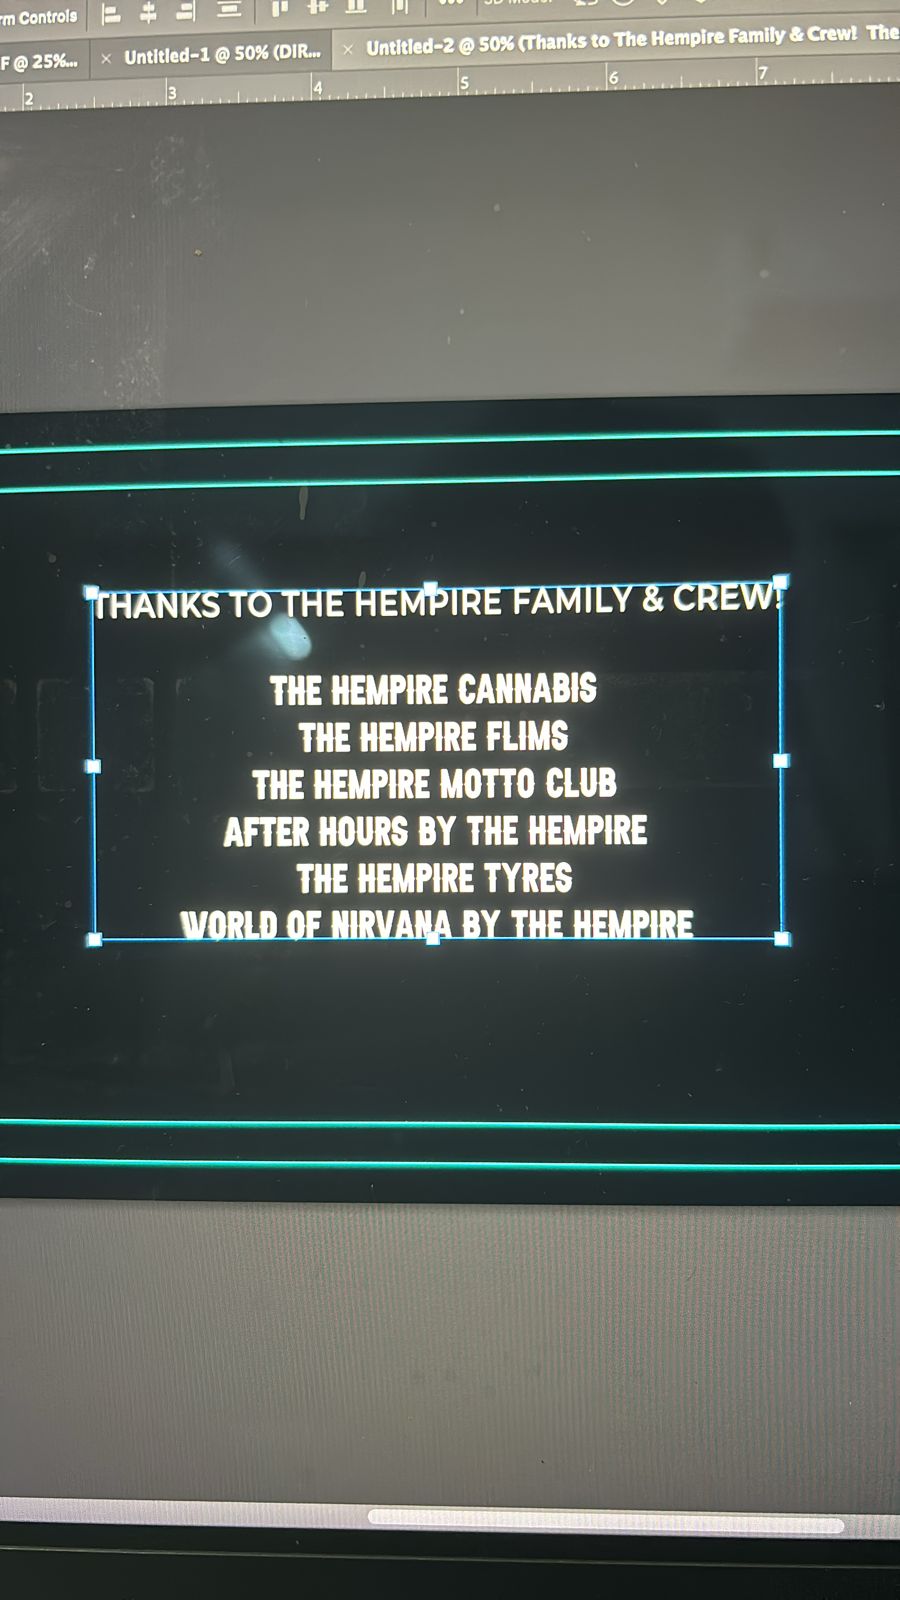 rm Controls
F @ 25%...
× Untitled-1 @ 50% (DIR...
× Untitled-2 @ 50% (Thanks to The Hempire Family & Crew! The
2 3 4 5 6 7
THANKS TO THE HEMPIRE FAMILY & CREW!
THE HEMPIRE CANNABIS
THE HEMPIRE FLIMS
THE HEMPIRE MOTTO CLUB
AFTER HOURS BY THE HEMPIRE
THE HEMPIRE TYRES
WORLD OF NIRVANA BY THE HEMPIRE